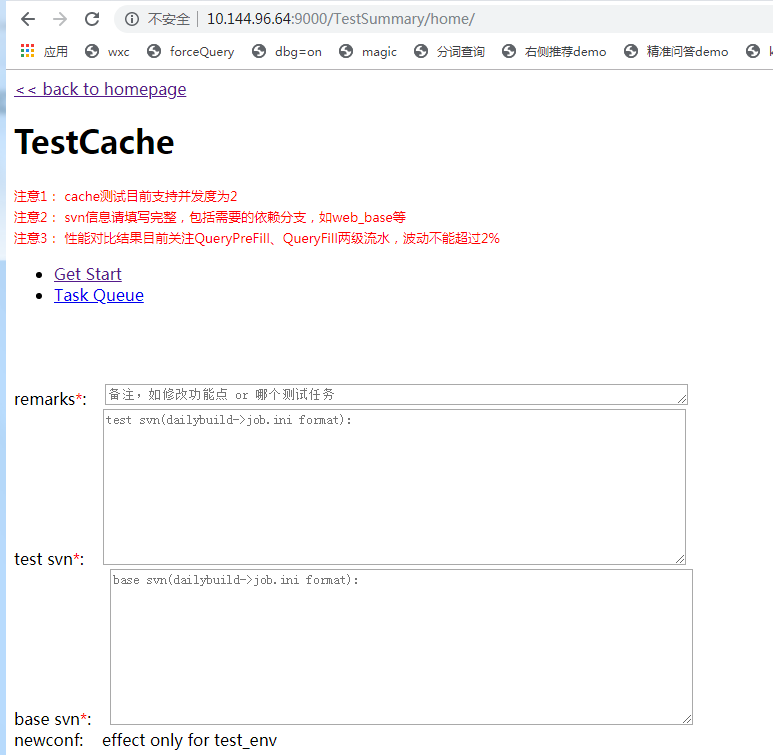 不安全 10.144.96.64:9000/TestSummary/home/
应用 wxc forceQuery dbg=on magic 分词查询 右侧推荐demo 精准问答demo
<< back to homepage
TestCache
注意1： cache测试目前支持并发度为2
注意2： svn信息请填写完整，包括需要的依赖分支，如web_base等
注意3： 性能对比结果目前关注QueryPreFill、QueryFill两级流水，波动不能超过2%
Get Start
Task Queue
remarks*: 备注，如修改功能点 or 哪个测试任务
test svn(dailybuild->job.ini format):
test svn*:
base svn(dailybuild->job.ini format):
base svn*:
newconf: effect only for test_env